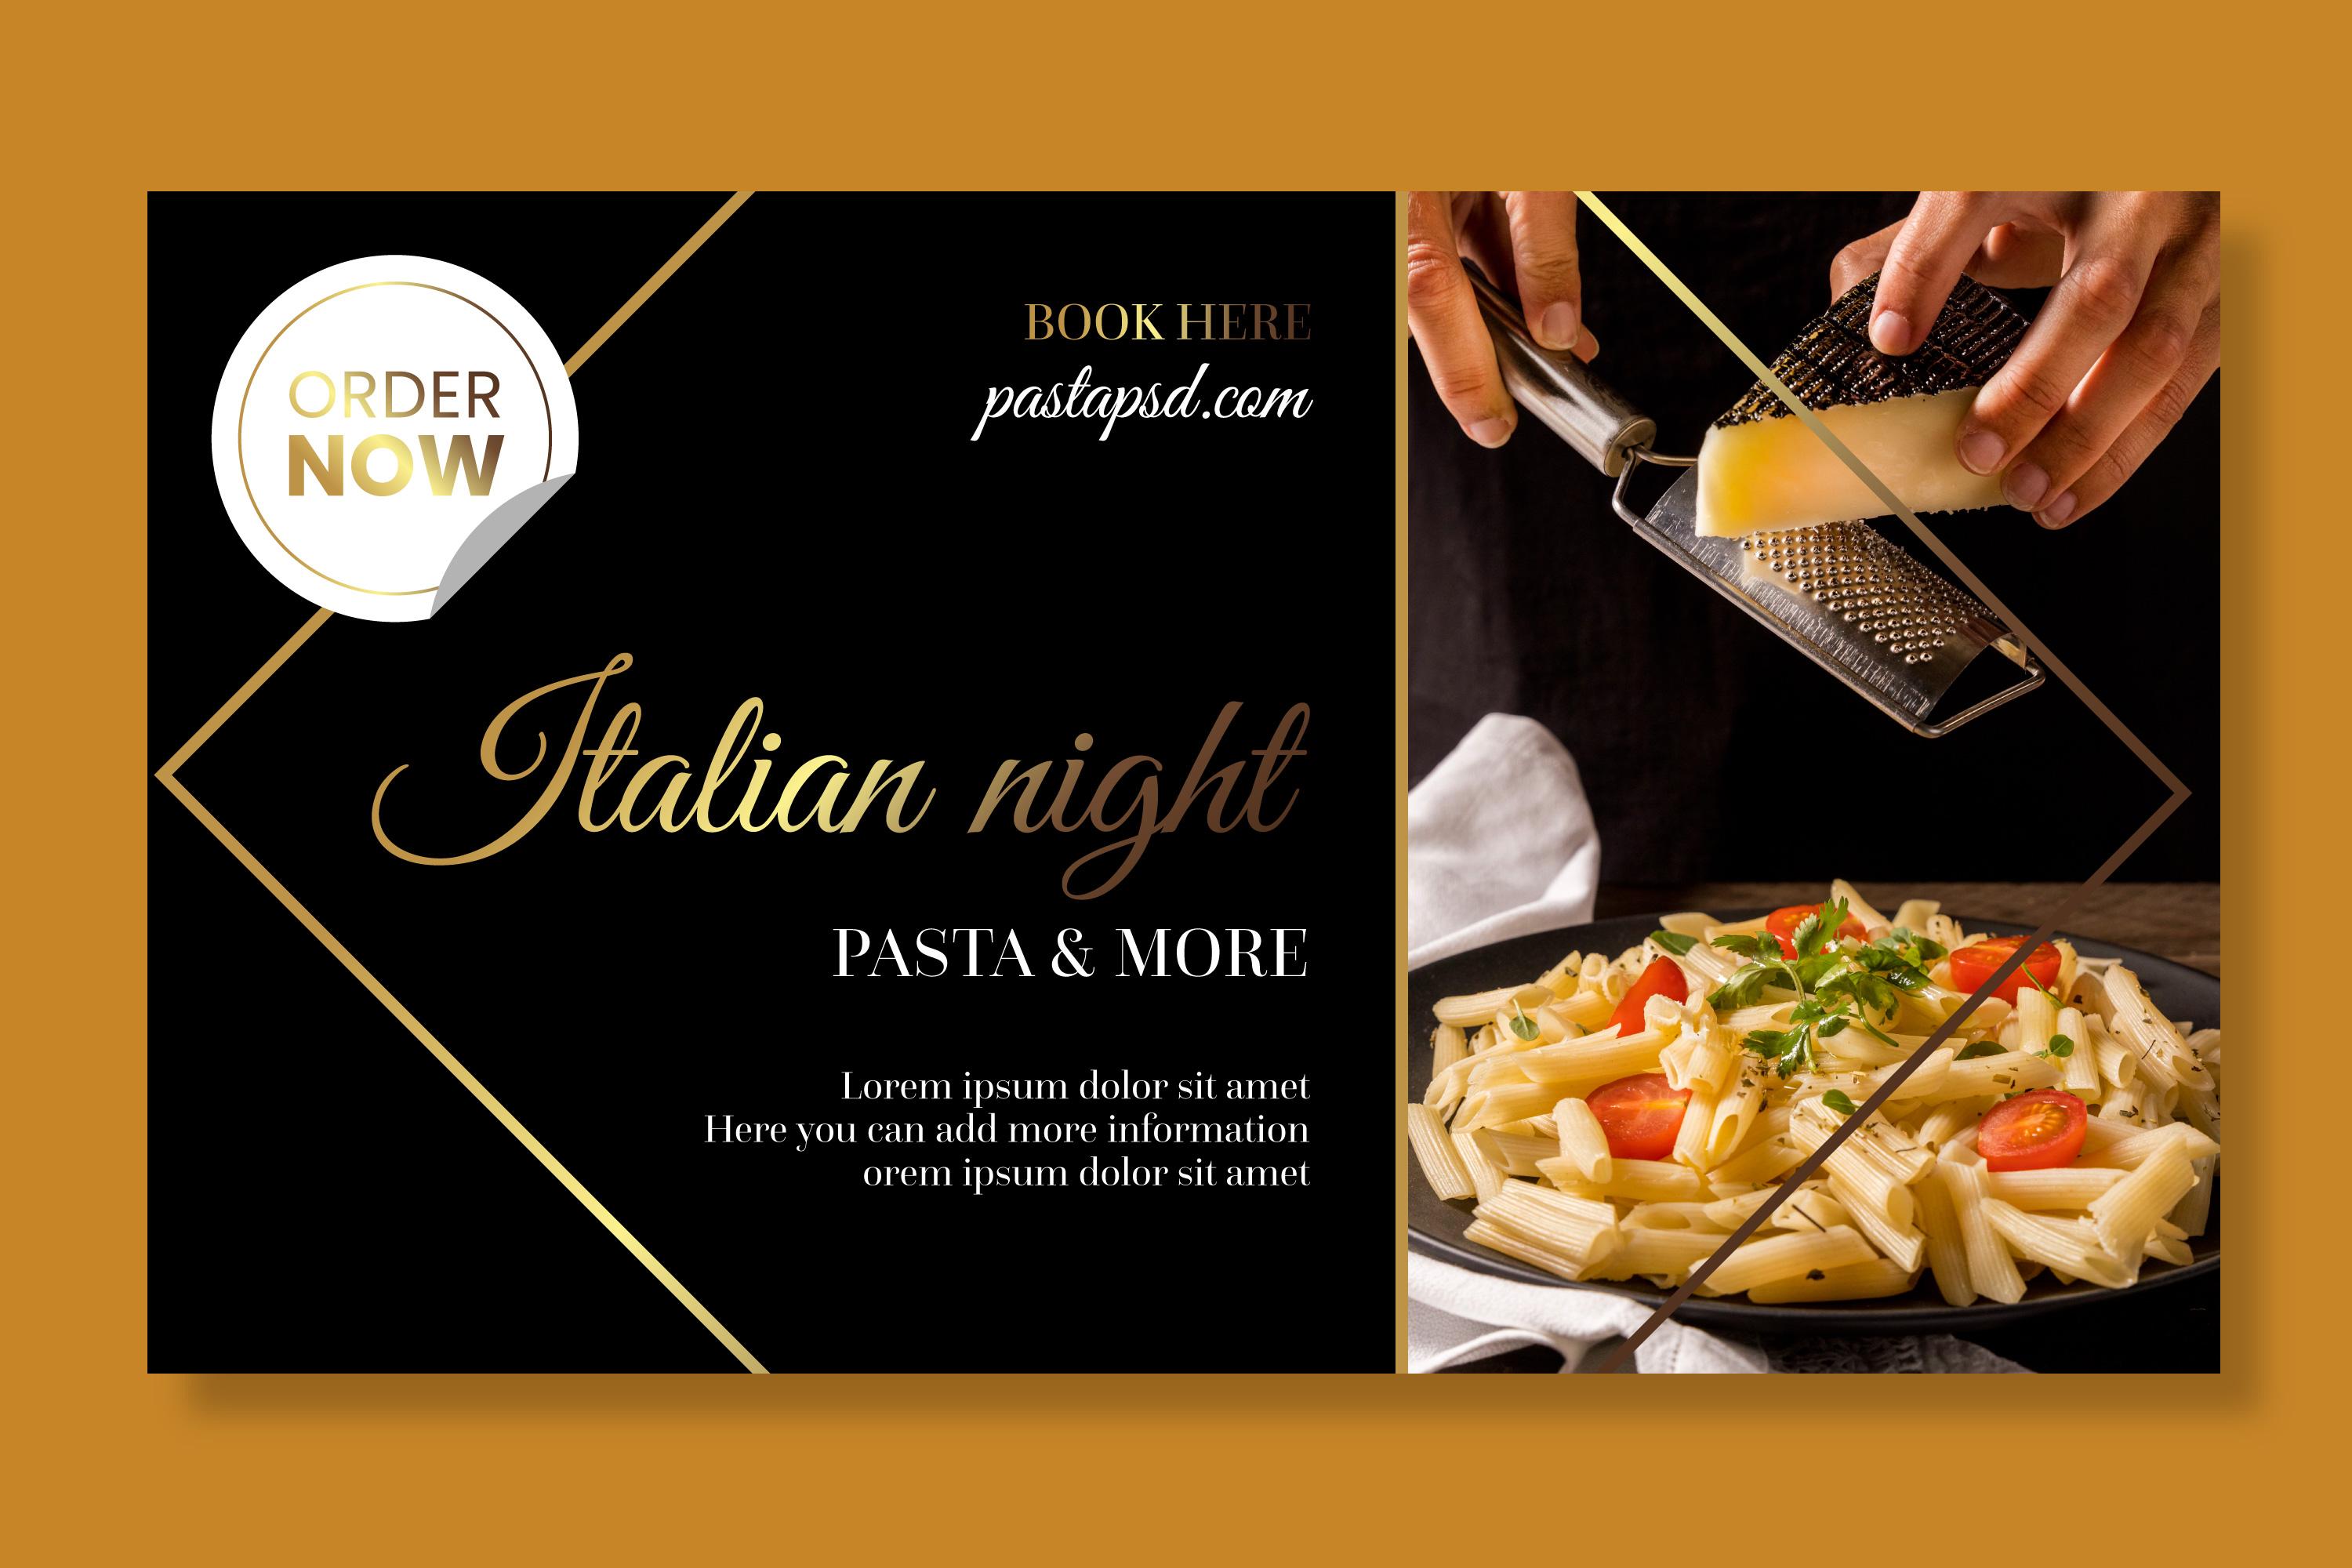 ORDER
NOW
BOOK HERE
pastapsd.com
Italian night
PASTA & MORE
Lorem ipsum dolor sit amet
Here you can add more information
orem ipsum dolor sit amet